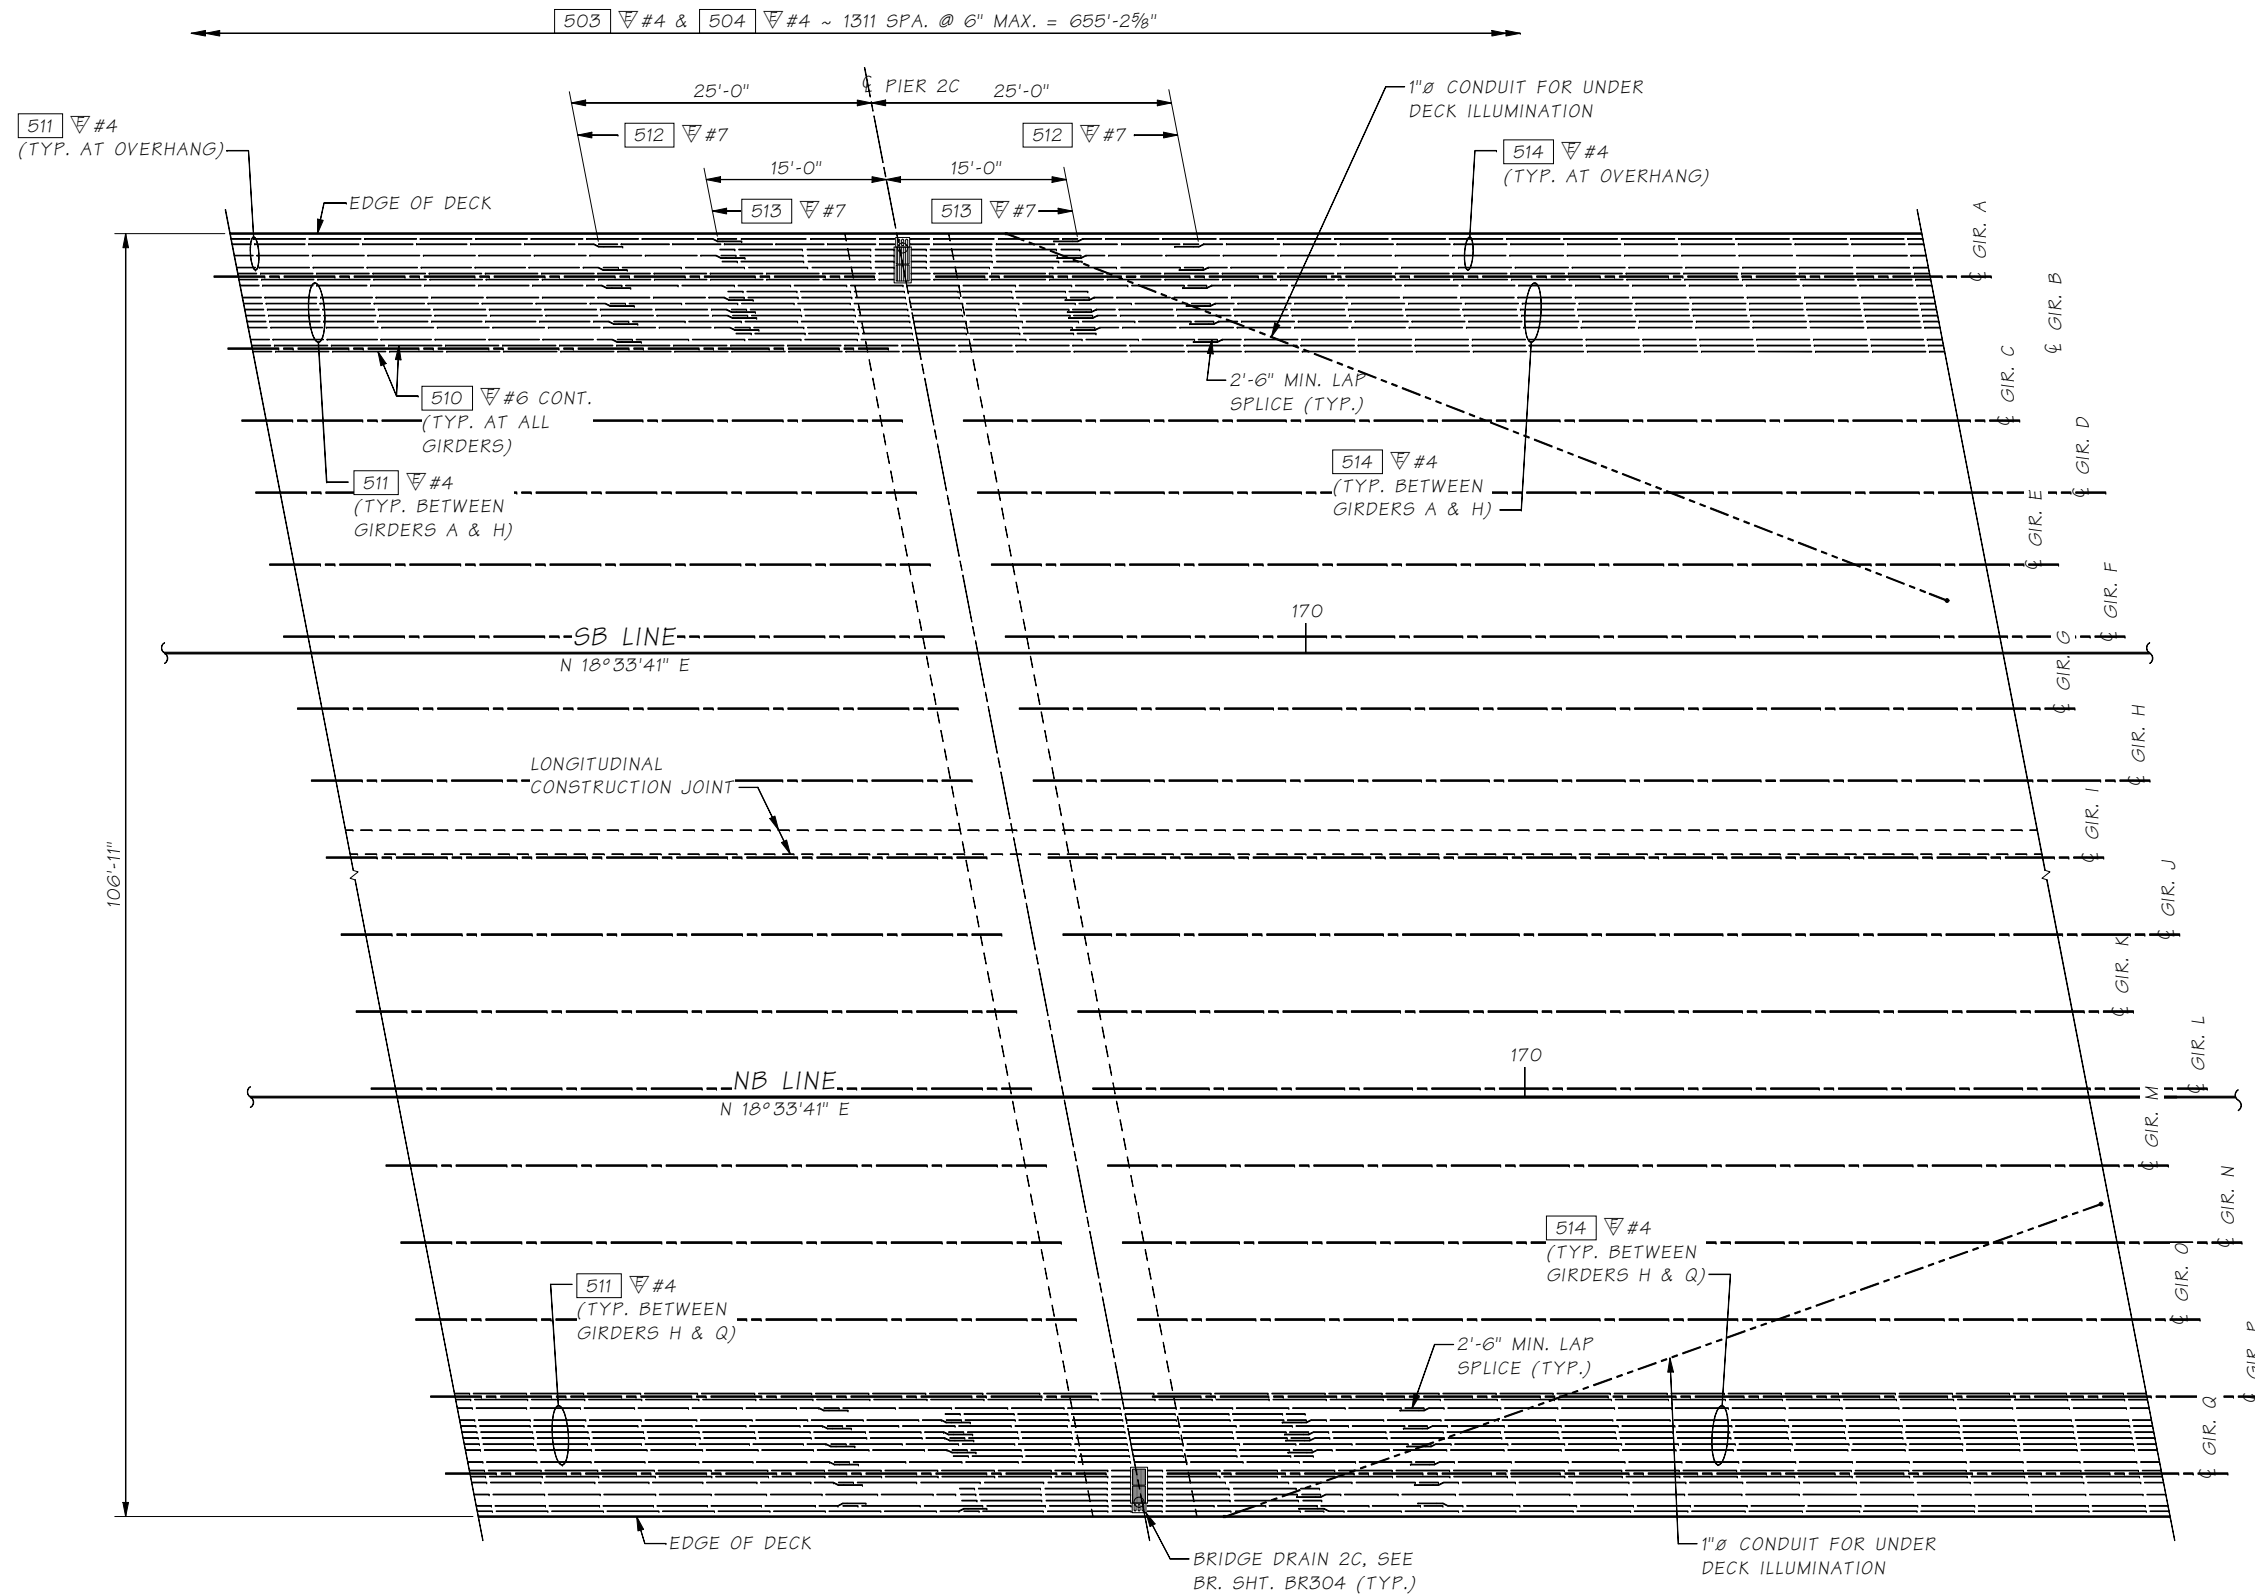 503 E #4 & 504 E #4 ~ 1311 SPA. @ 6" MAX. = 655'-2⅝"
℄ PIER 2C
25'-0"
25'-0"
1"ø CONDUIT FOR UNDER
DECK ILLUMINATION
511 E #4
(TYP. AT OVERHANG)
512 E #7
512 E #7
514 E #4
(TYP. AT OVERHANG)
15'-0"
15'-0"
EDGE OF DECK
513 E #7
513 E #7
℄ GIR. A
℄ GIR. B
℄ GIR. C
℄ GIR. D
℄ GIR. E
℄ GIR. F
℄ GIR. G
℄ GIR. H
℄ GIR. I
℄ GIR. J
℄ GIR. K
℄ GIR. L
℄ GIR. M
℄ GIR. N
℄ GIR. O
℄ GIR. P
℄ GIR. Q
510 E #6 CONT.
(TYP. AT ALL
GIRDERS)
2'-6" MIN. LAP
SPLICE (TYP.)
511 E #4
(TYP. BETWEEN
GIRDERS A & H)
514 E #4
(TYP. BETWEEN
GIRDERS A & H)
170
SB LINE
N 18°33'41" E
LONGITUDINAL
CONSTRUCTION JOINT
106'-11"
170
NB LINE
N 18°33'41" E
514 E #4
(TYP. BETWEEN
GIRDERS H & Q)
511 E #4
(TYP. BETWEEN
GIRDERS H & Q)
2'-6" MIN. LAP
SPLICE (TYP.)
EDGE OF DECK
BRIDGE DRAIN 2C, SEE
BR. SHT. BR304 (TYP.)
1"ø CONDUIT FOR UNDER
DECK ILLUMINATION